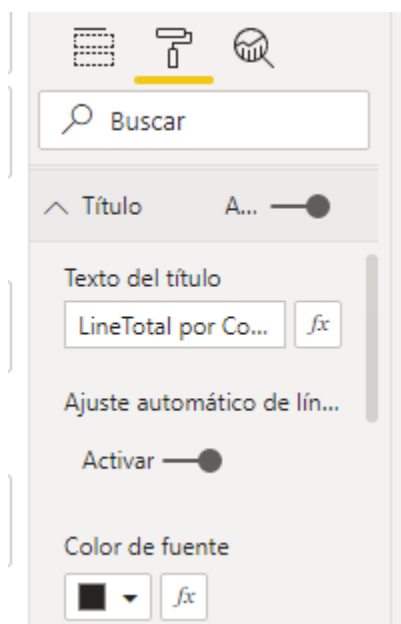 Buscar
Título A...
Texto del título
LineTotal por Co... fx
Ajuste automático de lín...
Activar
Color de fuente
fx